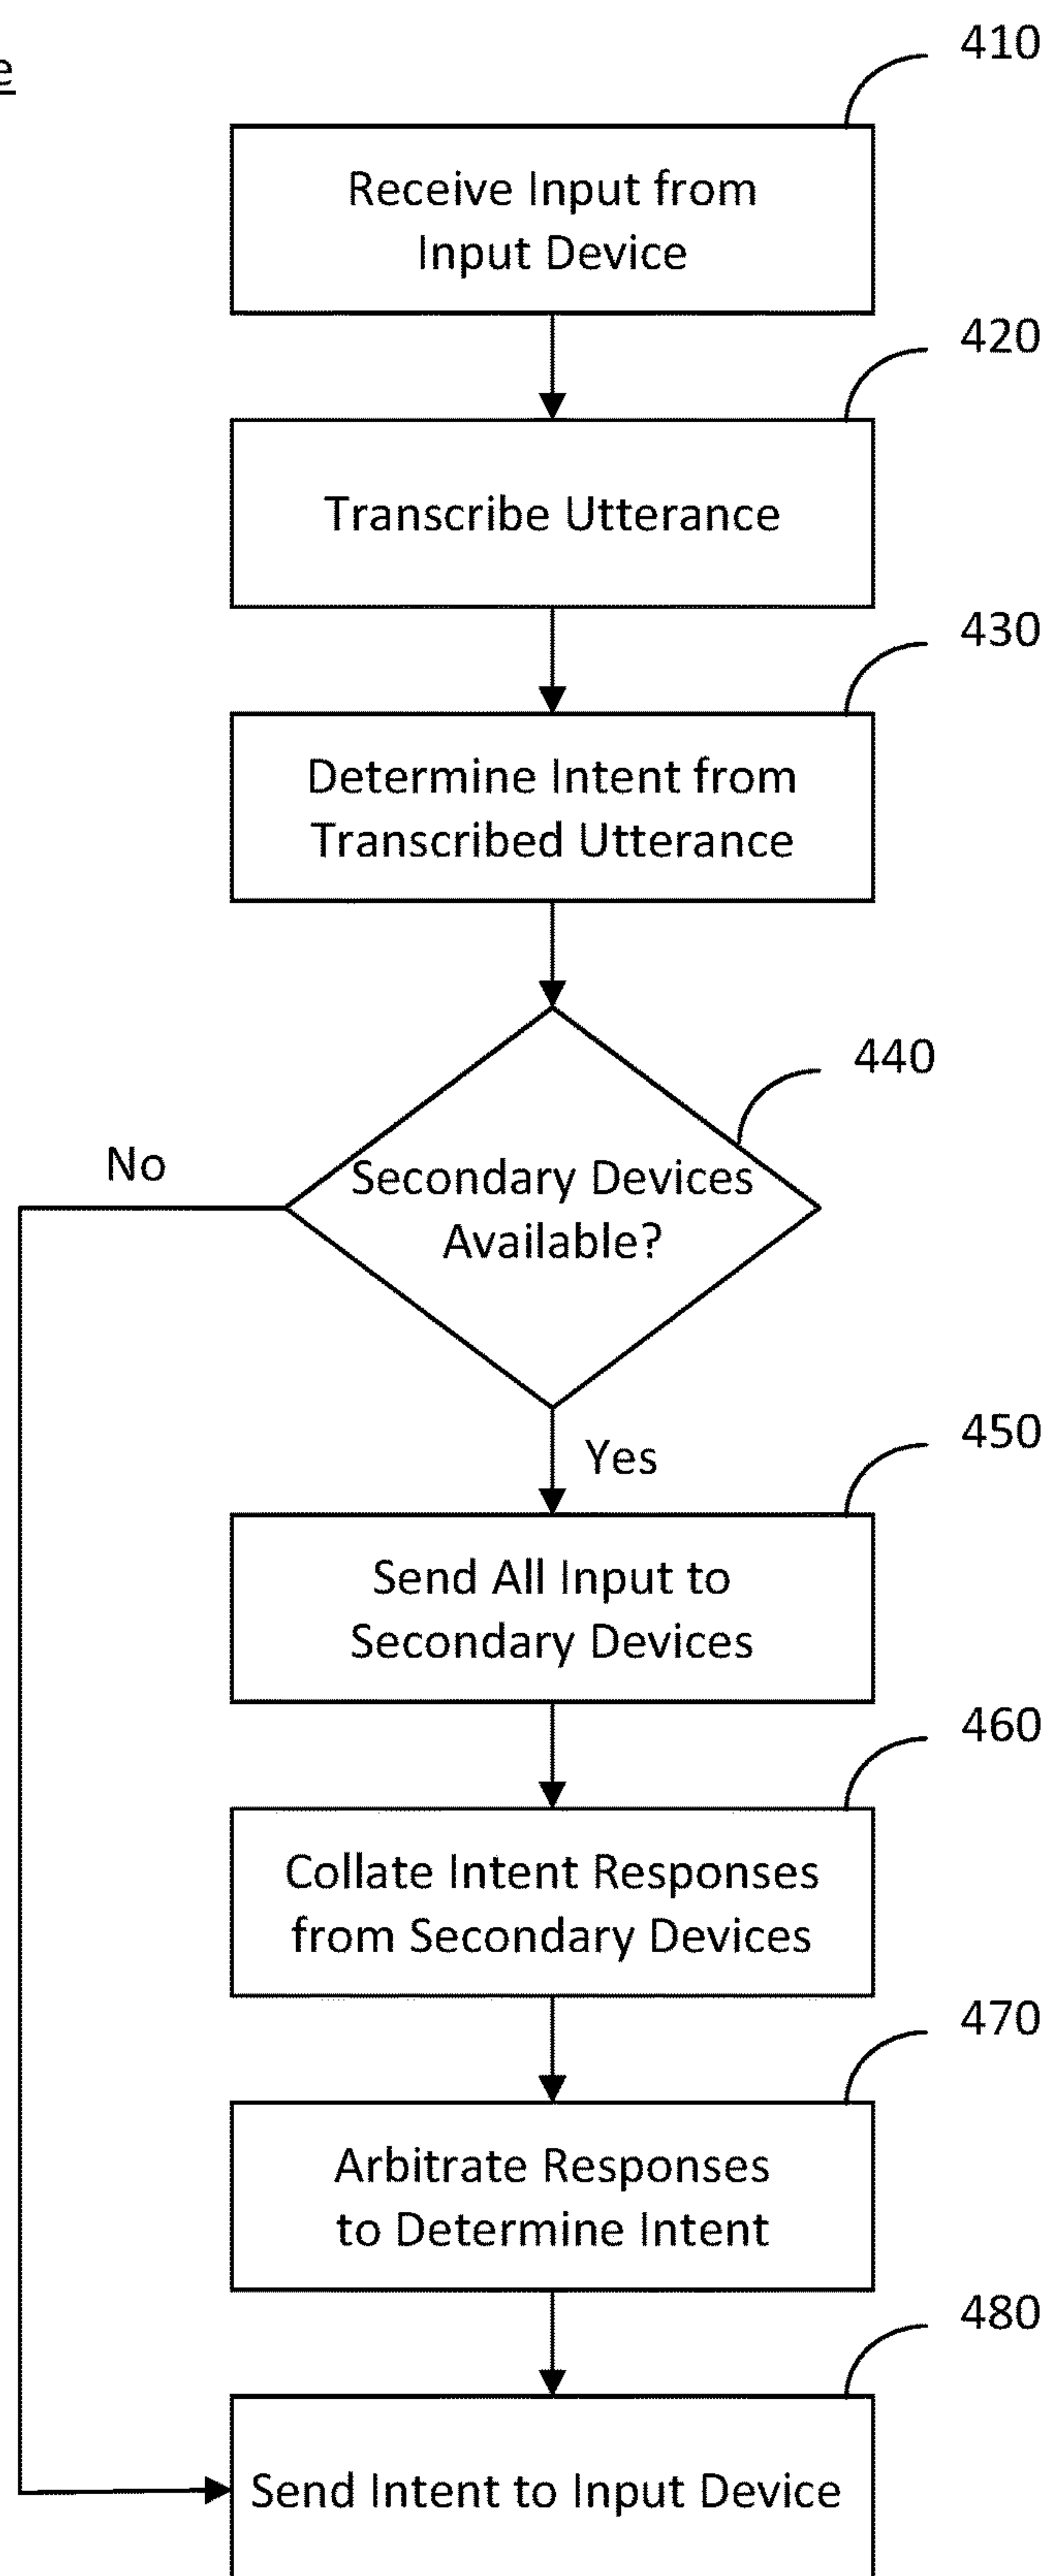 410
e
Receive Input from
Input Device
420
Transcribe Utterance
430
Determine Intent from
Transcribed Utterance
440
No
Secondary Devices
Available?
Yes
450
Send All Input to
Secondary Devices
460
Collate Intent Responses
from Secondary Devices
470
Arbitrate Responses
to Determine Intent
480
Send Intent to Input Device